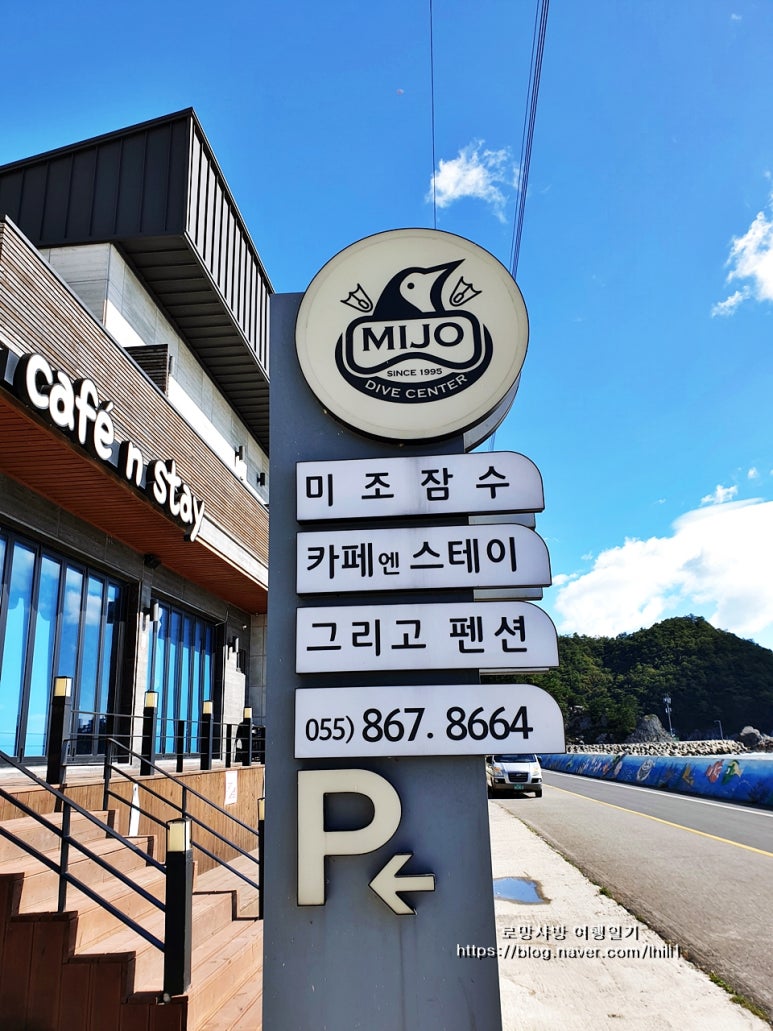 café n stay
MIJO
SINCE 1995
DIVE CENTER
미 조 잠 수
카페엔 스테이
그리고 펜션
055) 867. 8664
P
로망샤방 여행일기
https://blog.naver.com/lhill1